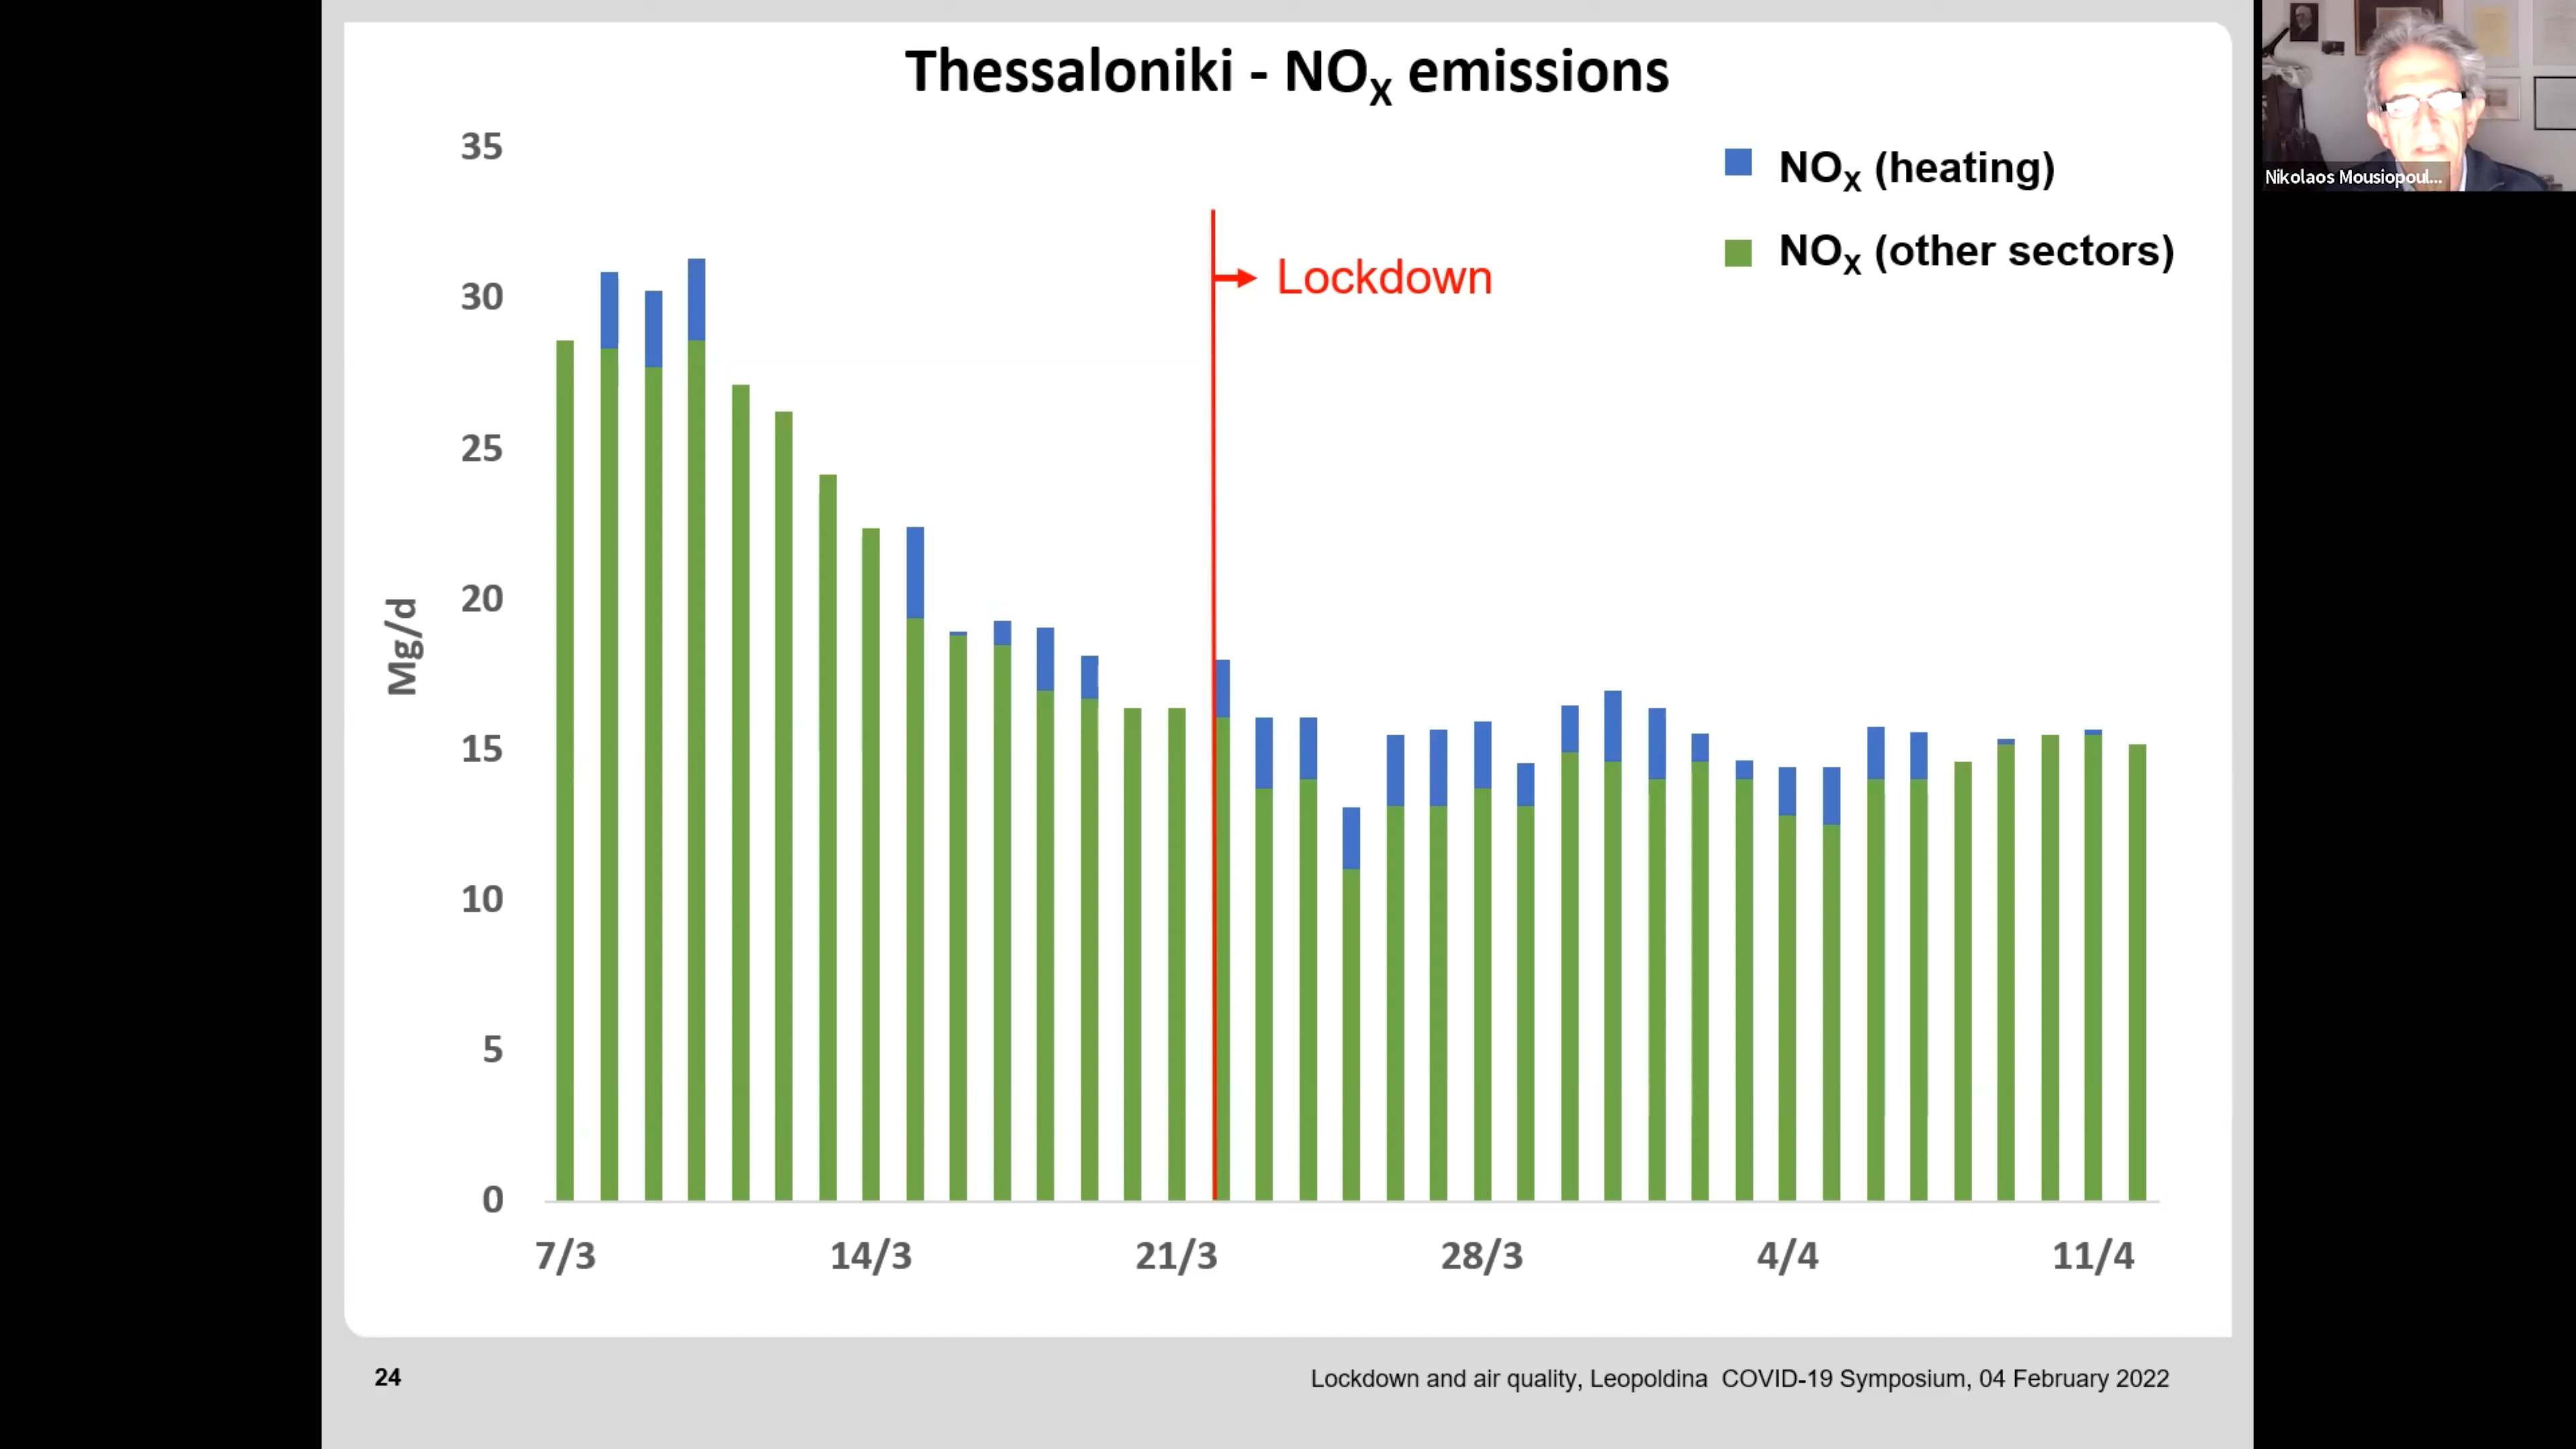 Thessaloniki - NOX emissions
Nikolaos Mousiopoul...
35
30
25
20
15
10
5
0
Mg/d
NOX (heating)
NOX (other sectors)
Lockdown
7/3 14/3 21/3 28/3 4/4 11/4
24
Lockdown and air quality, Leopoldina COVID-19 Symposium, 04 February 2022